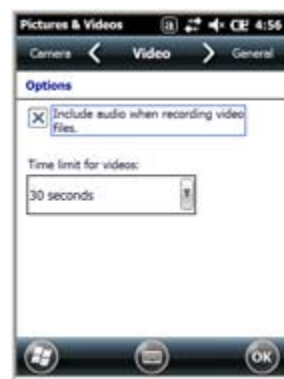 Pictures & Videos 4:56
Camera Video General
Options
Include audio when recording video
files.
Time limit for videos:
30 seconds
OK